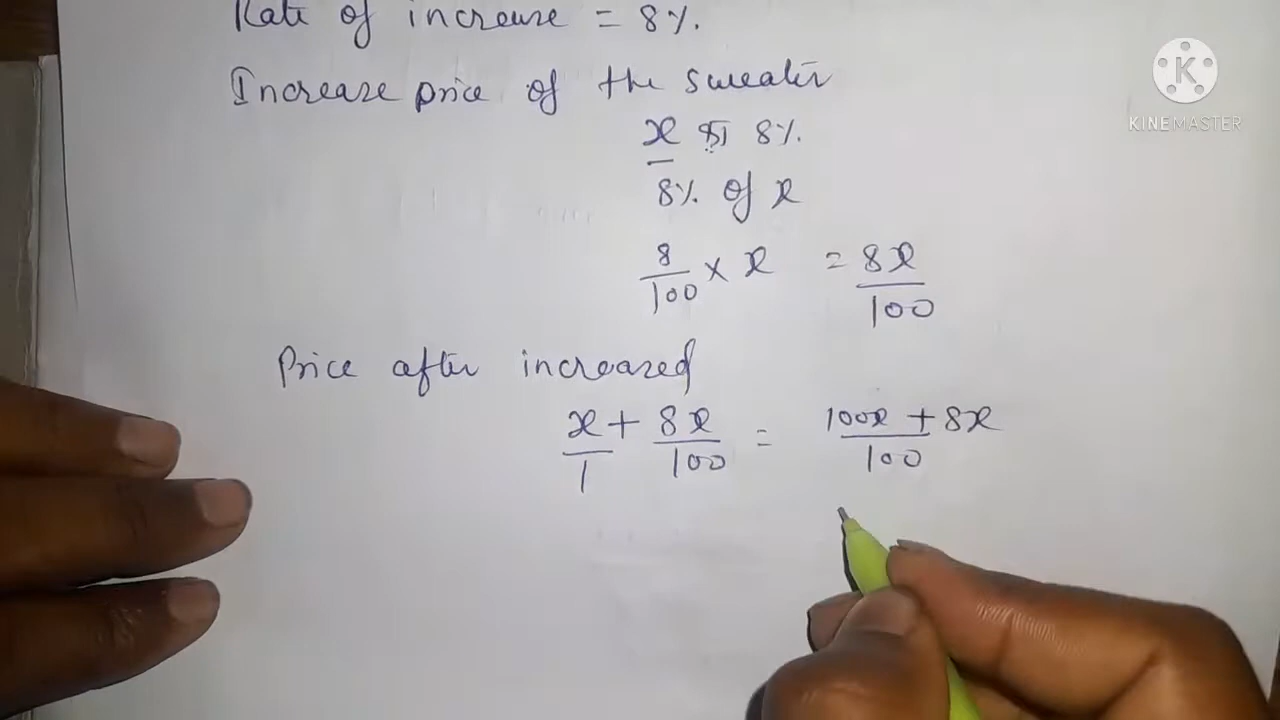 Rate of increase = 8%.
Increase price of the sweater
x का 8%.
8% of x
8/100 × x = 8x/100
Price after increased
x/1 + 8x/100 = 100x + 8x/100
KINEMASTER